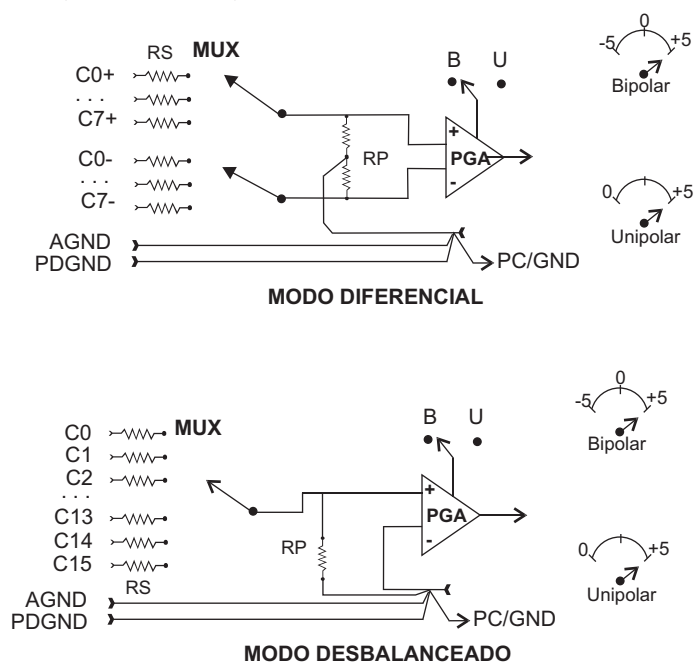 RS MUX
C0+
. . .
C7+
C0-
. . .
C7-
AGND
PDGND
RP
B U
+
PGA
-
PC/GND
0
-5 +5
Bipolar
0 +5
Unipolar
MODO DIFERENCIAL
C0
C1
C2
. . .
C13
C14
C15
MUX
RS
AGND
PDGND
RP
B U
+
PGA
-
PC/GND
0
-5 +5
Bipolar
0 +5
Unipolar
MODO DESBALANCEADO